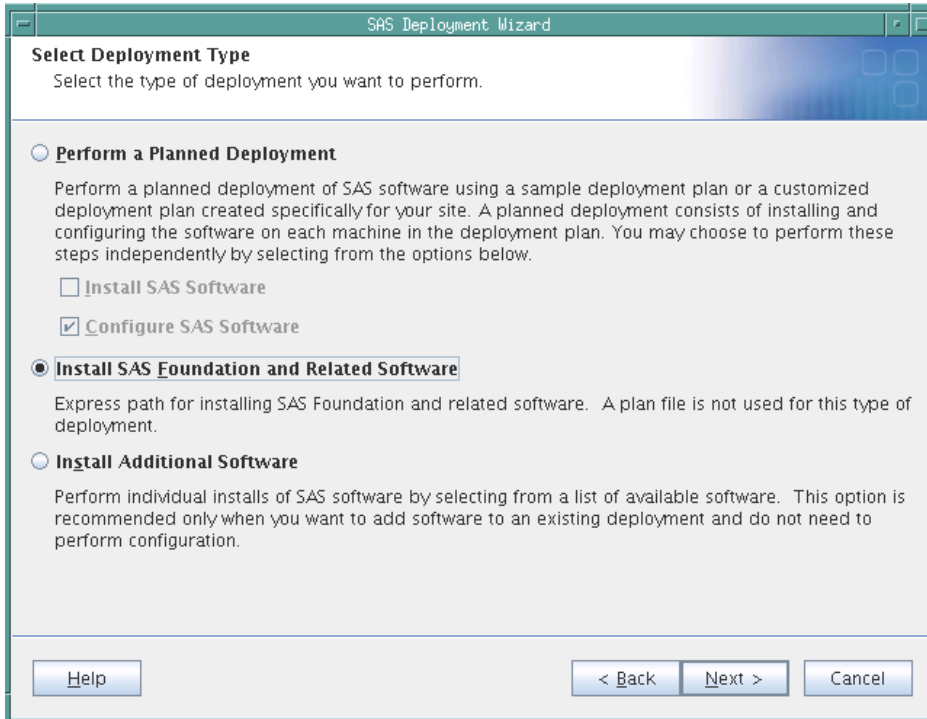 SAS Deployment Wizard
Select Deployment Type
Select the type of deployment you want to perform.
Perform a Planned Deployment
Perform a planned deployment of SAS software using a sample deployment plan or a customized
deployment plan created specifically for your site. A planned deployment consists of installing and
configuring the software on each machine in the deployment plan. You may choose to perform these
steps independently by selecting from the options below.
Install SAS Software
Configure SAS Software
Install SAS Foundation and Related Software
Express path for installing SAS Foundation and related software.  A plan file is not used for this type of
deployment.
Install Additional Software
Perform individual installs of SAS software by selecting from a list of available software.  This option is
recommended only when you want to add software to an existing deployment and do not need to
perform configuration.
Help
< Back
Next >
Cancel